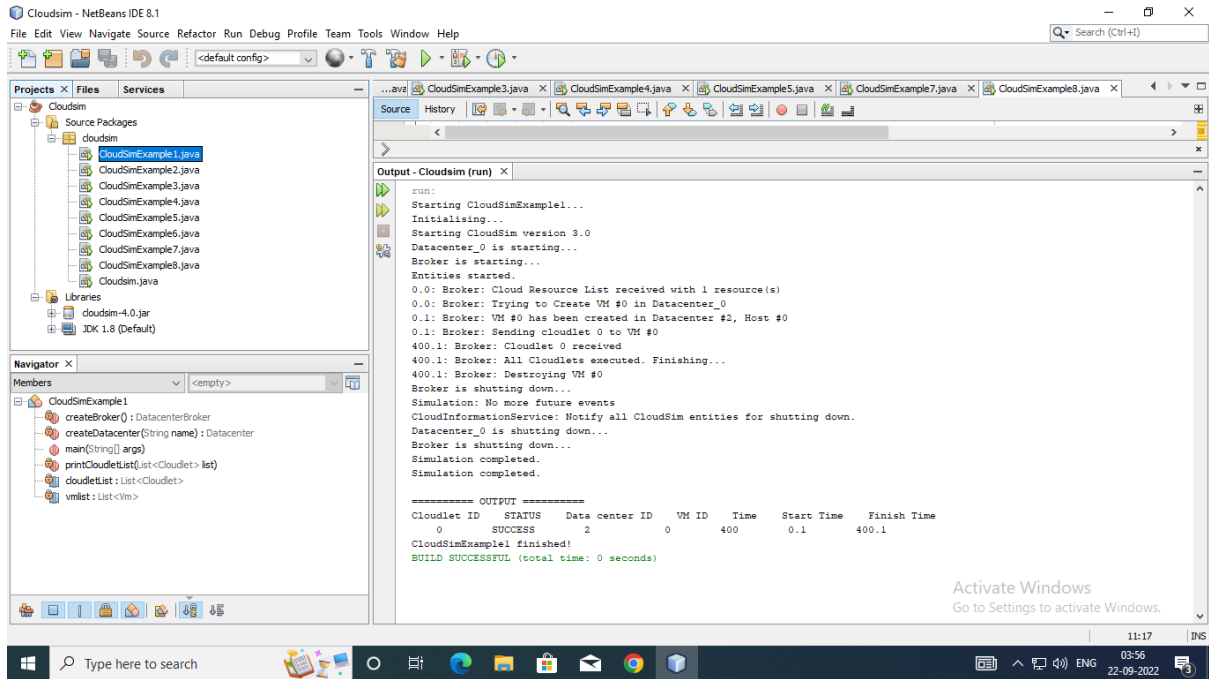 Cloudsim - NetBeans IDE 8.1
File Edit View Navigate Source Refactor Run Debug Profile Team Tools Window Help
Search (Ctrl+I)
<default config>
Projects Files Services
...ava CloudSimExample3.java CloudSimExample4.java CloudSimExample5.java CloudSimExample7.java CloudSimExample8.java
Source History
Cloudsim
Source Packages
cloudsim
CloudSimExample1.java
CloudSimExample2.java
CloudSimExample3.java
CloudSimExample4.java
CloudSimExample5.java
CloudSimExample6.java
CloudSimExample7.java
CloudSimExample8.java
Cloudsim.java
Libraries
cloudsim-4.0.jar
JDK 1.8 (Default)
Navigator
Members <empty>
CloudSimExample1
createBroker() : DatacenterBroker
createDatacenter(String name) : Datacenter
main(String[] args)
printCloudletList(List<Cloudlet> list)
cloudletList : List<Cloudlet>
vmlist : List<Vm>
Output - Cloudsim (run)
run:
Starting CloudSimExample1...
Initialising...
Starting CloudSim version 3.0
Datacenter_0 is starting...
Broker is starting...
Entities started.
0.0: Broker: Cloud Resource List received with 1 resource(s)
0.0: Broker: Trying to Create VM #0 in Datacenter_0
0.1: Broker: VM #0 has been created in Datacenter #2, Host #0
0.1: Broker: Sending cloudlet 0 to VM #0
400.1: Broker: Cloudlet 0 received
400.1: Broker: All Cloudlets executed. Finishing...
400.1: Broker: Destroying VM #0
Broker is shutting down...
Simulation: No more future events
CloudInformationService: Notify all CloudSim entities for shutting down.
Datacenter_0 is shutting down...
Broker is shutting down...
Simulation completed.
Simulation completed.
========== OUTPUT ==========
Cloudlet ID STATUS Data center ID VM ID Time Start Time Finish Time
0 SUCCESS 2 0 400 0.1 400.1
CloudSimExample1 finished!
BUILD SUCCESSFUL (total time: 0 seconds)
Activate Windows
Go to Settings to activate Windows.
11:17 INS
Type here to search
ENG
03:56
22-09-2022
3